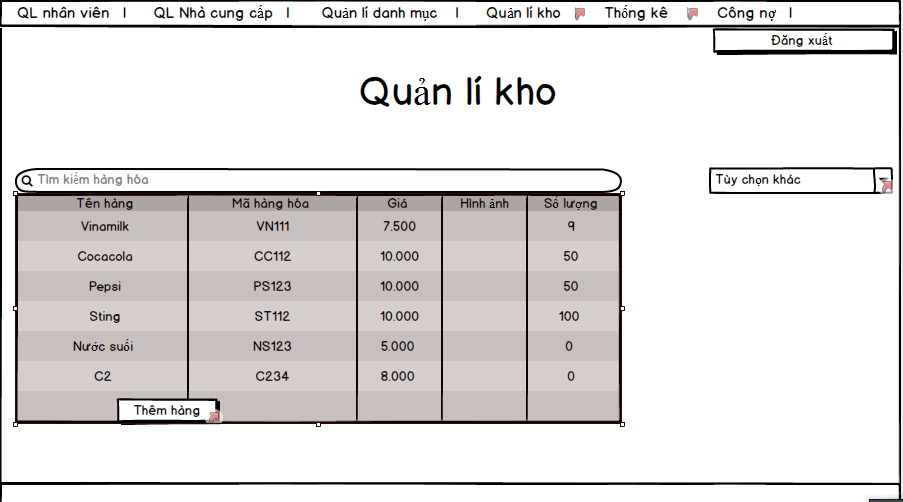 QL nhân viên | QL Nhà cung cấp | Quản lí danh mục | Quản lí kho Thống kê Công nợ |
Đăng xuất
Quản lí kho
Tìm kiếm hàng hóa
Tùy chọn khác
Tên hàng Mã hàng hóa Giá Hình ảnh Số lượng
Vinamilk VN111 7.500 9
Cocacola CC112 10.000 50
Pepsi PS123 10.000 50
Sting ST112 10.000 100
Nước suối NS123 5.000 0
C2 C234 8.000 0
Thêm hàng